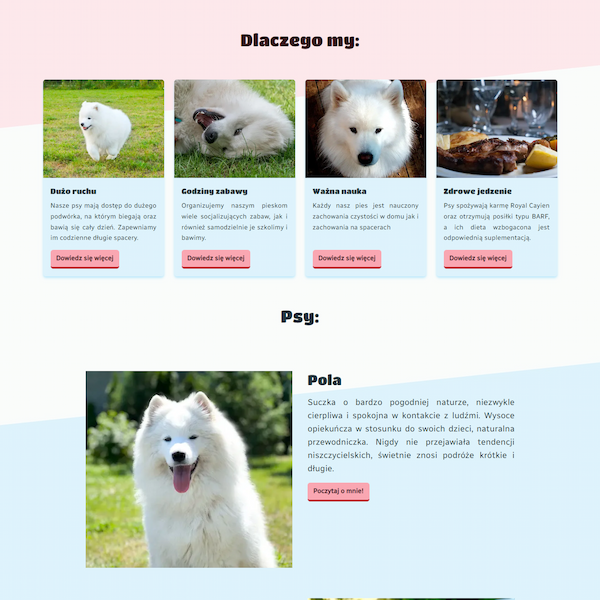 Dlaczego my:
Dużo ruchu
Nasze psy mają dostęp do dużego
podwórka, na którym biegają oraz
bawią się cały dzień. Zapewniamy
im codzienne długie spacery.
Dowiedz się więcej
Godziny zabawy
Organizujemy naszym pieskom
wiele socjalizujących zabaw, jak i
również samodzielnie je szkolimy i
bawimy.
Dowiedz się więcej
Ważna nauka
Każdy nasz pies jest nauczony
zachowania czystości w domu jak i
zachowania na spacerach
Dowiedz się więcej
Zdrowe jedzenie
Psy spożywają karmę Royal Cayien
oraz otrzymują posiłki typu BARF,
a ich dieta wzbogacona jest
odpowiednią suplementacją.
Dowiedz się więcej
Psy:
Pola
Suczka o bardzo pogodniej naturze, niezwykle
cierpliwa i spokojna w kontakcie z ludźmi. Wysoce
opiekuńcza w stosunku do swoich dzieci, naturalna
przewodniczka. Nigdy nie przejawiała tendencji
niszczycielskich, świetnie znosi podróże krótkie i
długie.
Poczytaj o mnie!